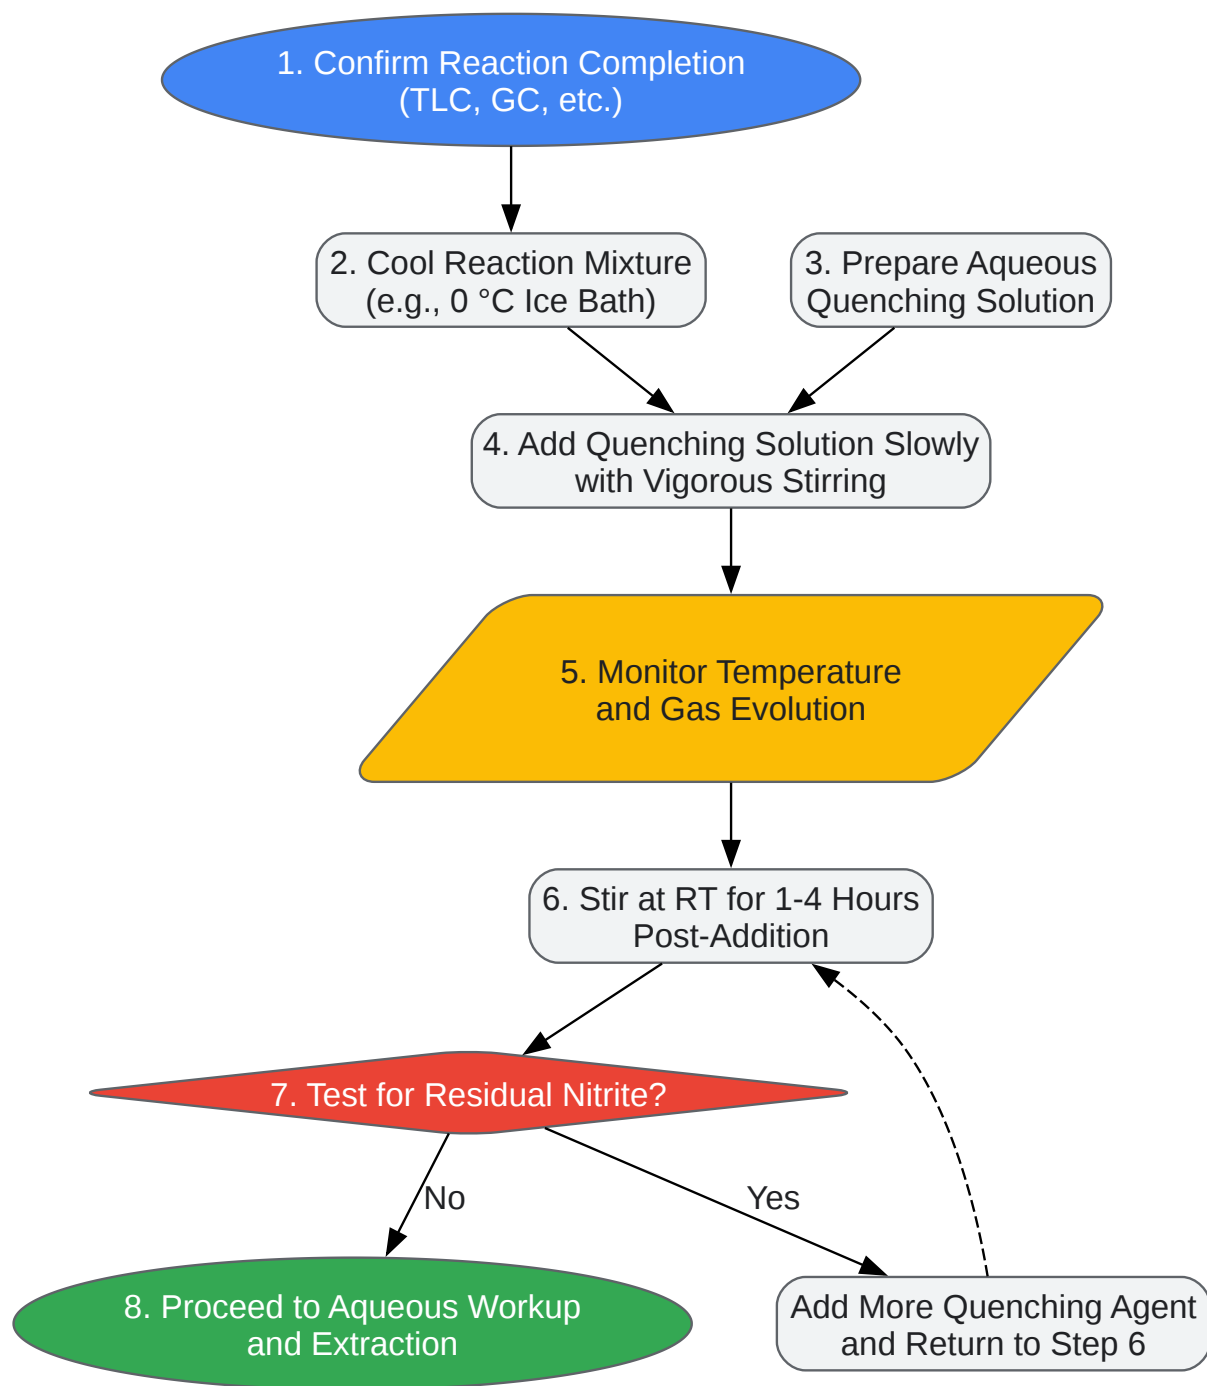 1. Confirm Reaction Completion
(TLC, GC, etc.)
2. Cool Reaction Mixture
(e.g., 0 °C Ice Bath)
3. Prepare Aqueous
Quenching Solution
4. Add Quenching Solution Slowly
with Vigorous Stirring
5. Monitor Temperature
and Gas Evolution
6. Stir at RT for 1-4 Hours
Post-Addition
7. Test for Residual Nitrite?
No
Yes
8. Proceed to Aqueous Workup
and Extraction
Add More Quenching Agent
and Return to Step 6